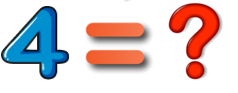 4 = ?